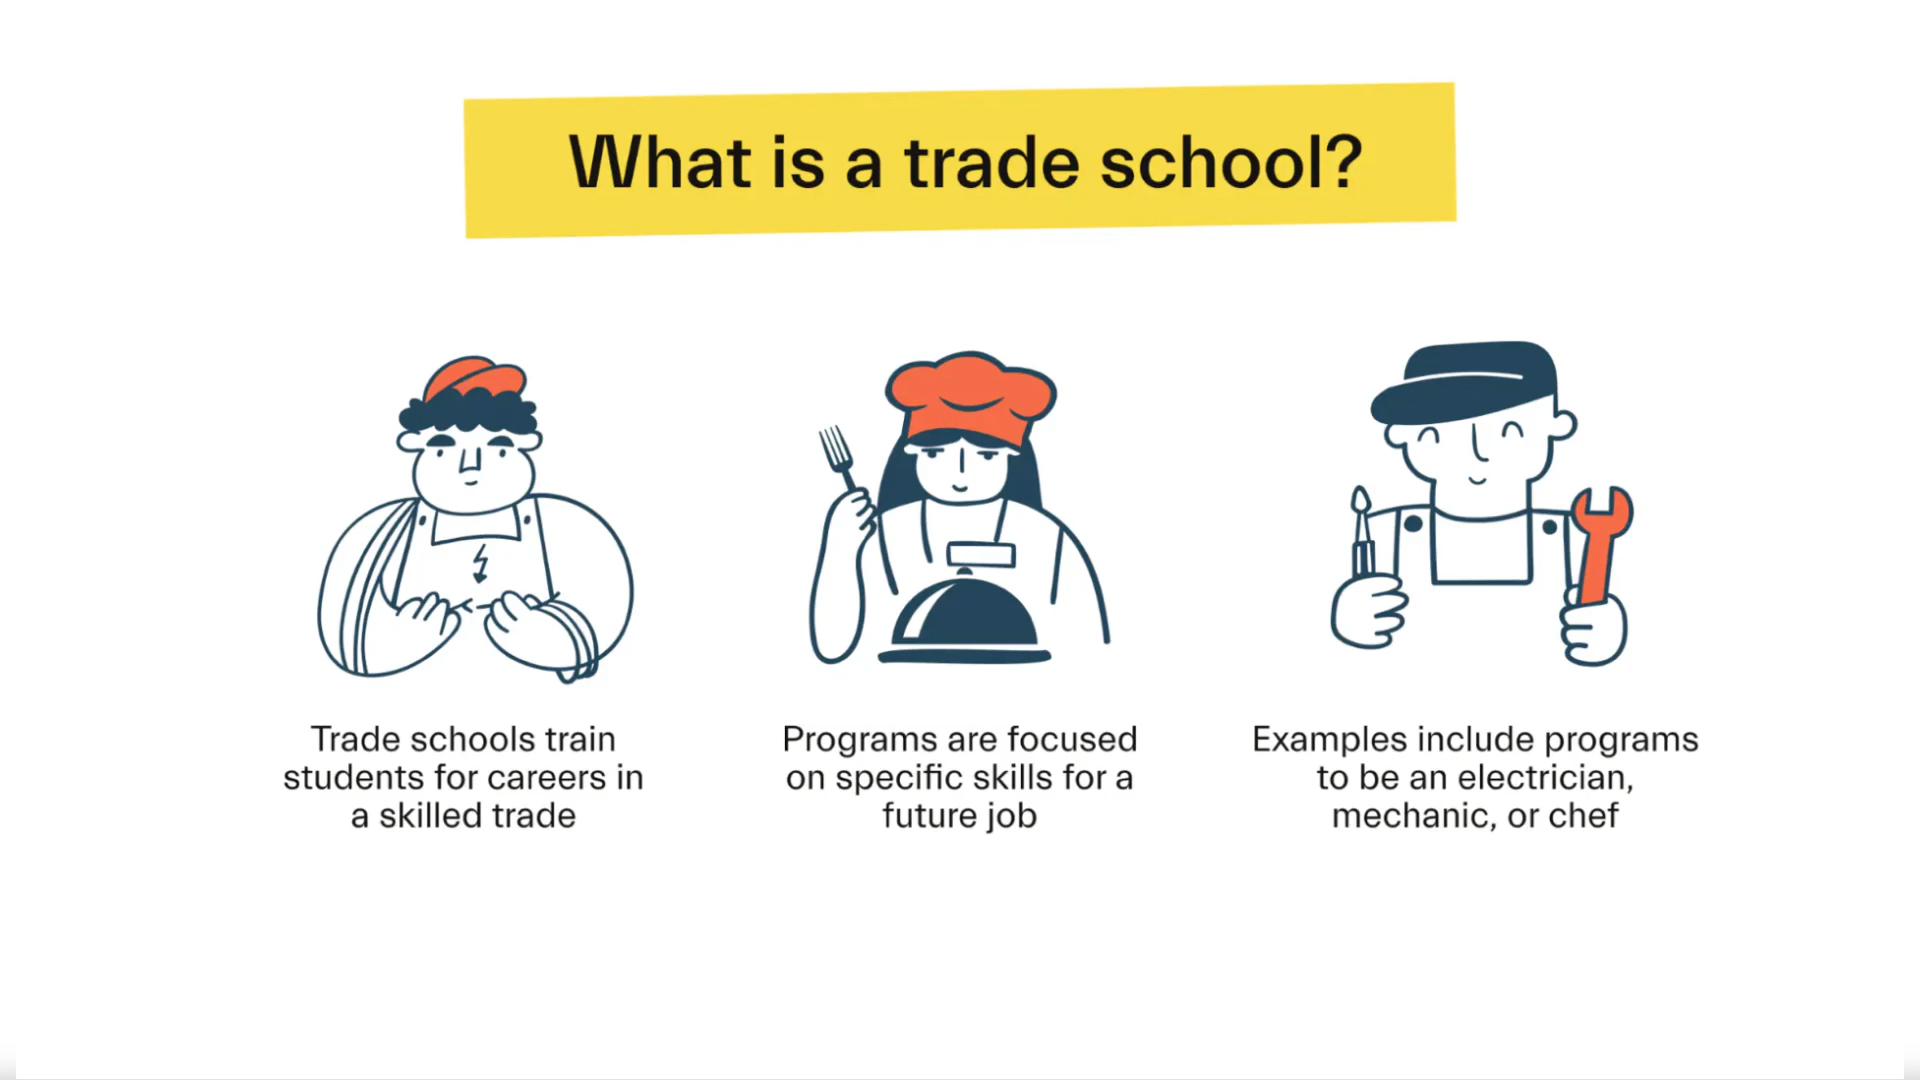 What is a trade school?
Trade schools train
students for careers in
a skilled trade
Programs are focused
on specific skills for a
future job
Examples include programs
to be an electrician,
mechanic, or chef